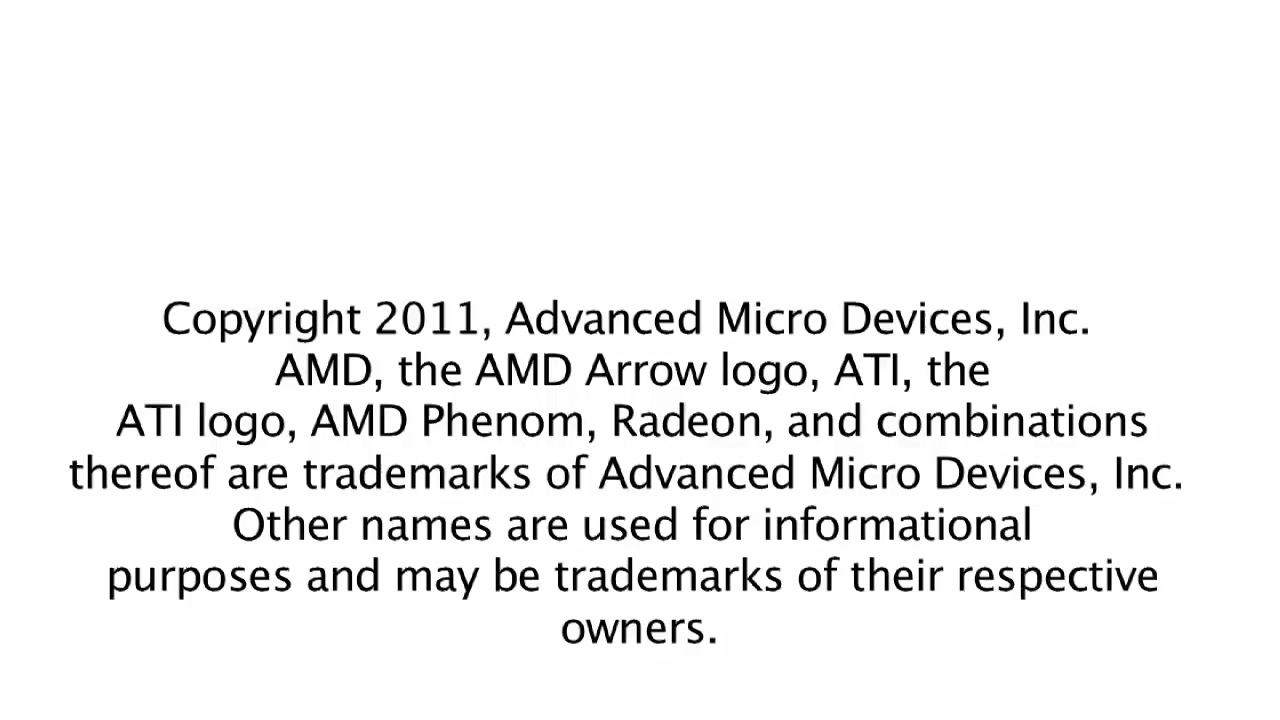 Copyright 2011, Advanced Micro Devices, Inc.
AMD, the AMD Arrow logo, ATI, the
ATI logo, AMD Phenom, Radeon, and combinations
thereof are trademarks of Advanced Micro Devices, Inc.
Other names are used for informational
purposes and may be trademarks of their respective
owners.